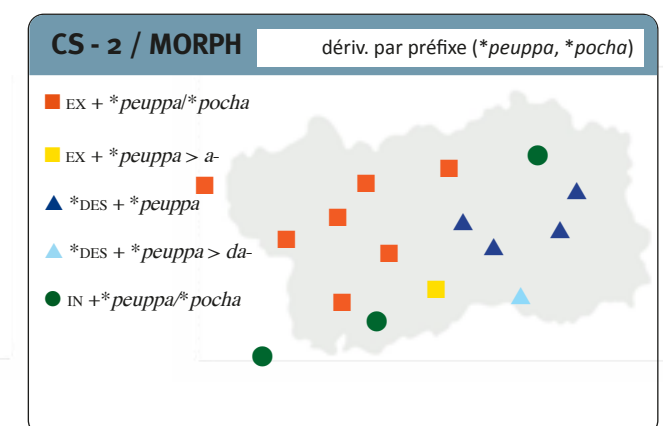 CS - 2 / MORPH
dériv. par préfixe (*peuppa, *pocha)
EX + *peuppa/*pocha
EX + *peuppa > a-
*DES + *peuppa
*DES + *peuppa > da-
IN +*peuppa/*pocha